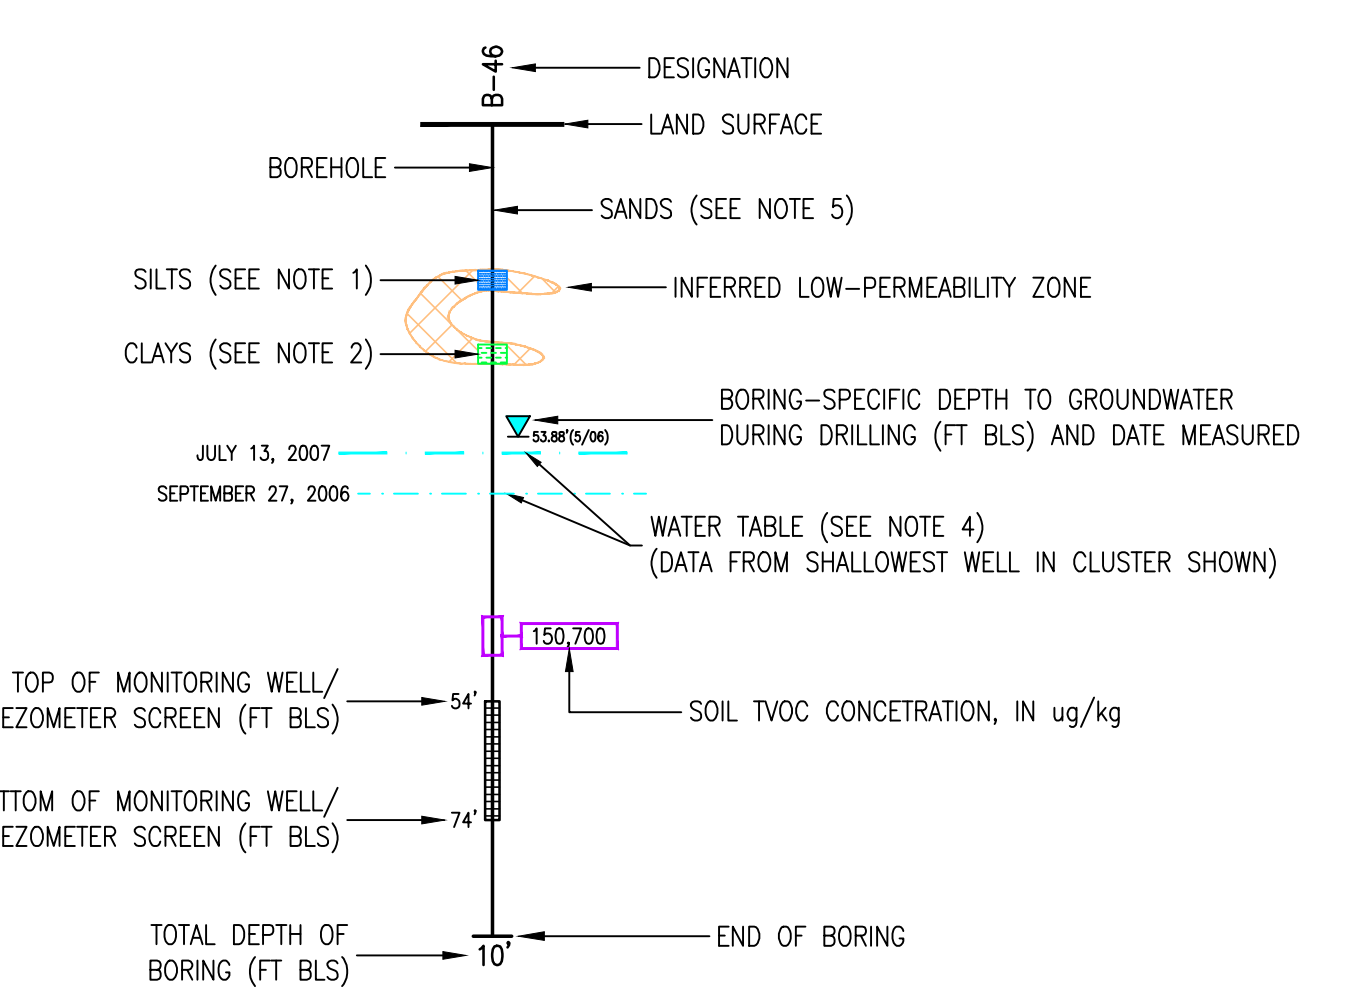 B-46
DESIGNATION
LAND SURFACE
BOREHOLE
SANDS (SEE NOTE 5)
SILTS (SEE NOTE 1)
INFERRED LOW-PERMEABILITY ZONE
CLAYS (SEE NOTE 2)
BORING-SPECIFIC DEPTH TO GROUNDWATER
DURING DRILLING (FT BLS) AND DATE MEASURED
53.88'(5/06)
JULY 13, 2007
SEPTEMBER 27, 2006
WATER TABLE (SEE NOTE 4)
(DATA FROM SHALLOWEST WELL IN CLUSTER SHOWN)
150,700
TOP OF MONITORING WELL/
EZOMETER SCREEN (FT BLS)
54'
SOIL TVOC CONCETRATION, IN ug/kg
TTOM OF MONITORING WELL/
EZOMETER SCREEN (FT BLS)
74'
TOTAL DEPTH OF
BORING (FT BLS)
10'
END OF BORING